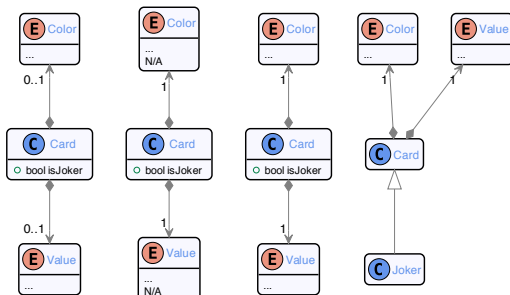 E Color
...
0..1
C Card
bool isJoker
0..1
E Value
...
E Color
...
N/A
1
C Card
bool isJoker
1
E Value
...
N/A
E Color
...
1
C Card
bool isJoker
1
E Value
...
E Color
...
E Value
...
1
1
C Card
C Joker